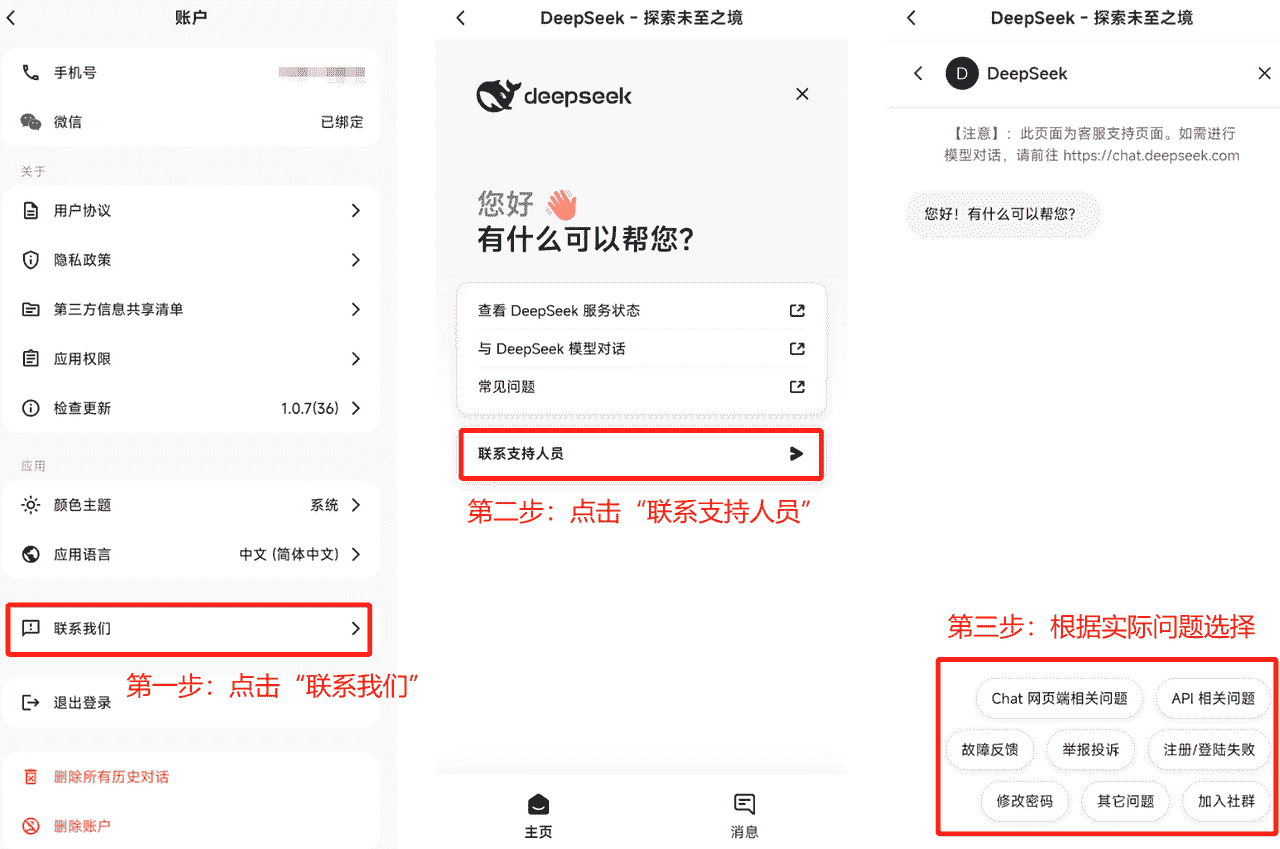 账户
手机号
微信
已绑定
关于
用户协议
隐私政策
第三方信息共享清单
应用权限
检查更新
1.0.7(36)
应用
颜色主题
系统
应用语言
中文 (简体中文)
联系我们
第一步：点击“联系我们”
退出登录
删除所有历史对话
删除账户
DeepSeek - 探索未至之境
deepseek
您好
有什么可以帮您？
查看 DeepSeek 服务状态
与 DeepSeek 模型对话
常见问题
联系支持人员
第二步：点击“联系支持人员”
主页
消息
DeepSeek - 探索未至之境
D
DeepSeek
【注意】：此页面为客服支持页面。如需进行
模型对话，请前往 https://chat.deepseek.com
您好！有什么可以帮您？
第三步：根据实际问题选择
Chat 网页端相关问题
API 相关问题
故障反馈
举报投诉
注册/登陆失败
修改密码
其它问题
加入社群